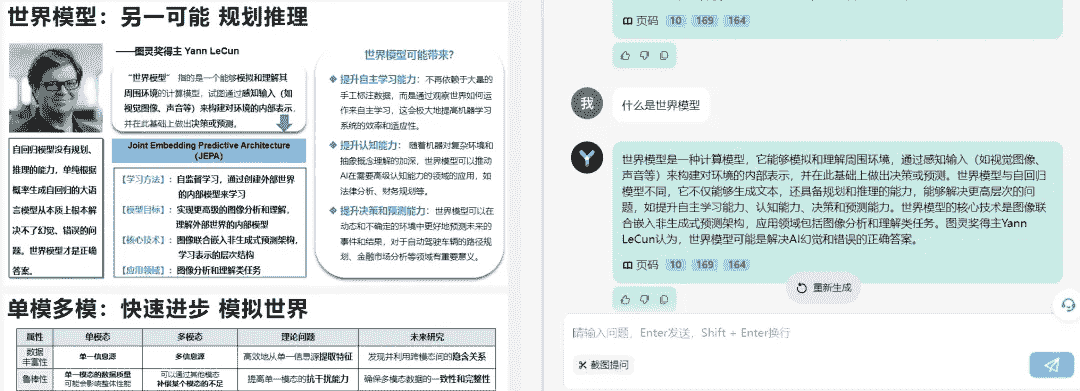 世界模型：另一可能 规划推理
——图灵奖得主 Yann LeCun
“世界模型” 指的是一个能够模拟和理解其
周围环境的计算模型，试图通过感知输入（如
视觉图像、声音等）来构建对环境的内部表示，
并在此基础上做出决策或预测。
自回归模型没有规划、
推理的能力，单纯根据
概率生成自回归的大语
言模型从本质上根本解
决不了幻觉、错误的问
题。世界模型才是正确
答案。
Joint Embedding Predictive Architecture
(JEPA)
【学习方法】：自监督学习，通过创建外部世界
的内部模型来学习
【模型目标】：实现更高级的图像分析和理解，
理解外部世界的内部模型
【核心技术】：图像联合嵌入非生成式预测架构，
学习表示的层次结构
【应用领域】：图像分析和理解类任务
世界模型可能带来?
提升自主学习能力：不再依赖于大量的
手工标注数据，而是通过观察世界如何运
作来自主学习，这会极大地提高机器学习
系统的效率和适应性。
提升认知能力：随着机器对复杂环境和
抽象概念理解的加深，世界模型可以推动
AI在需要高级认知能力的领域的应用，如
法律分析、财务规划等。
提升决策和预测能力：世界模型可以在
动态和不确定的环境中更好地预测未来的
事件和结果，对于自动驾驶车辆的路径规
划、金融市场分析等领域有重要意义。
单模多模：快速进步 模拟世界
属性 单模态 多模态 理论问题 未来研究
数据
丰富性 单一信息源 多信息源 高效地从单一信息源提取特征 发现并利用跨模态间的隐含关系
鲁棒性 单一模态的数据质量
可能会影响整体性能 可以通过其他模态
补偿某个模态的不足 提高单一模态的抗干扰能力 确保多模态数据的一致性和完整性
页码 10 169 164
我 什么是世界模型
世界模型是一种计算模型，它能够模拟和理解周围环境，通过感知输入（如视觉图像、
声音等）来构建对环境的内部表示，并在此基础上做出决策或预测。世界模型与自回归
模型不同，它不仅能够生成文本，还具备规划和推理的能力，能够解决更高层次的问
题，如提升自主学习能力、认知能力、决策和预测能力。世界模型的核心技术是图像联
合嵌入非生成式预测架构，应用领域包括图像分析和理解类任务。图灵奖得主Yann
LeCun认为，世界模型可能是解决AI幻觉和错误的正确答案。
页码 10 169 164
重新生成
请输入问题，Enter发送，Shift + Enter换行
截图提问